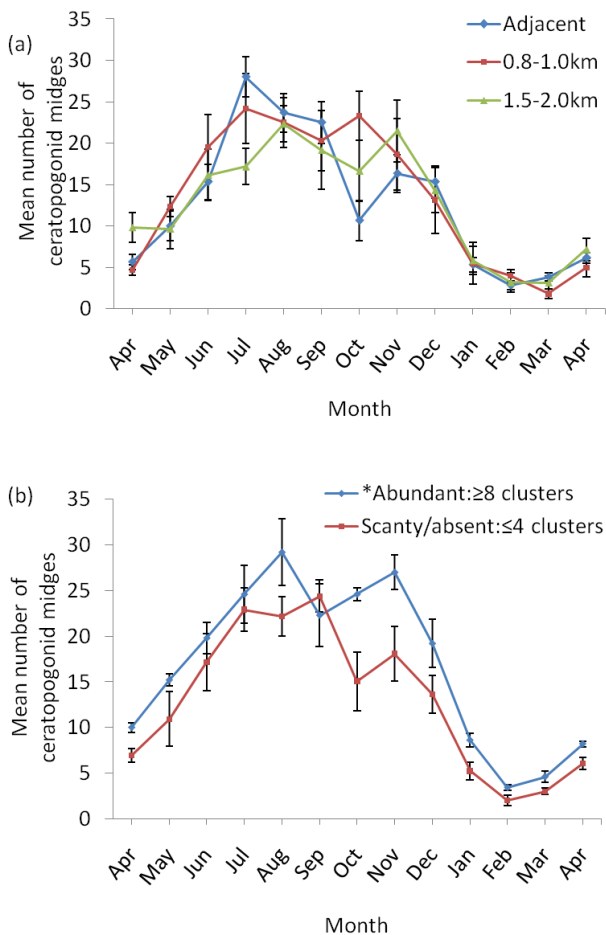 (a)
Mean number of
ceratopogonid midges
35
30
25
20
15
10
5
0
Adjacent
0.8-1.0km
1.5-2.0km
Apr
May
Jun
Jul
Aug
Sep
Oct
Nov
Dec
Jan
Feb
Mar
Apr
Month
(b)
Mean number of
ceratopogonid midges
35
30
25
20
15
10
5
0
*Abundant:≥8 clusters
Scanty/absent:≤4 clusters
Apr
May
Jun
Jul
Aug
Sep
Oct
Nov
Dec
Jan
Feb
Mar
Apr
Month